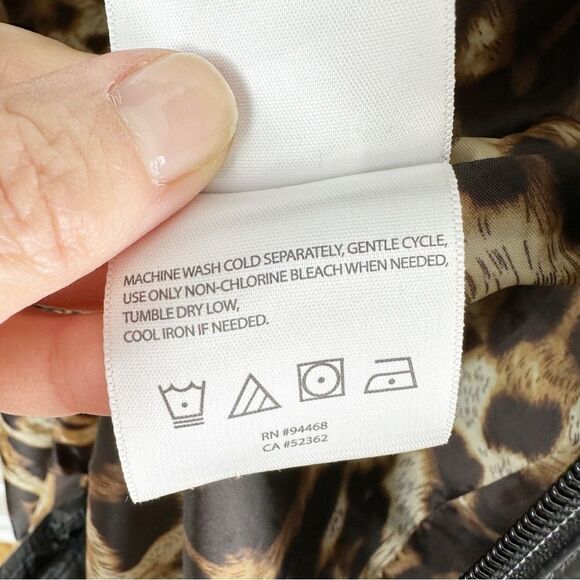 MACHINE WASH COLD SEPARATELY, GENTLE CYCLE,
USE ONLY NON-CHLORINE BLEACH WHEN NEEDED,
TUMBLE DRY LOW,
COOL IRON IF NEEDED.
RN #94468
CA #52362